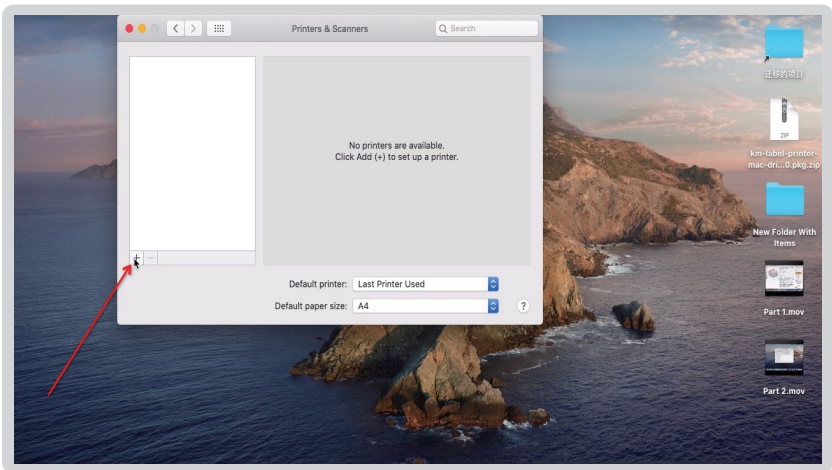 Printers & Scanners
Search
No printers are available.
Click Add (+) to set up a printer.
+ −
Default printer: Last Printer Used
Default paper size: A4
?
迁移的项目
ZIP
km-label-printer-
mac-dri...0.pkg.zip
New Folder With
Items
Part 1.mov
Part 2.mov